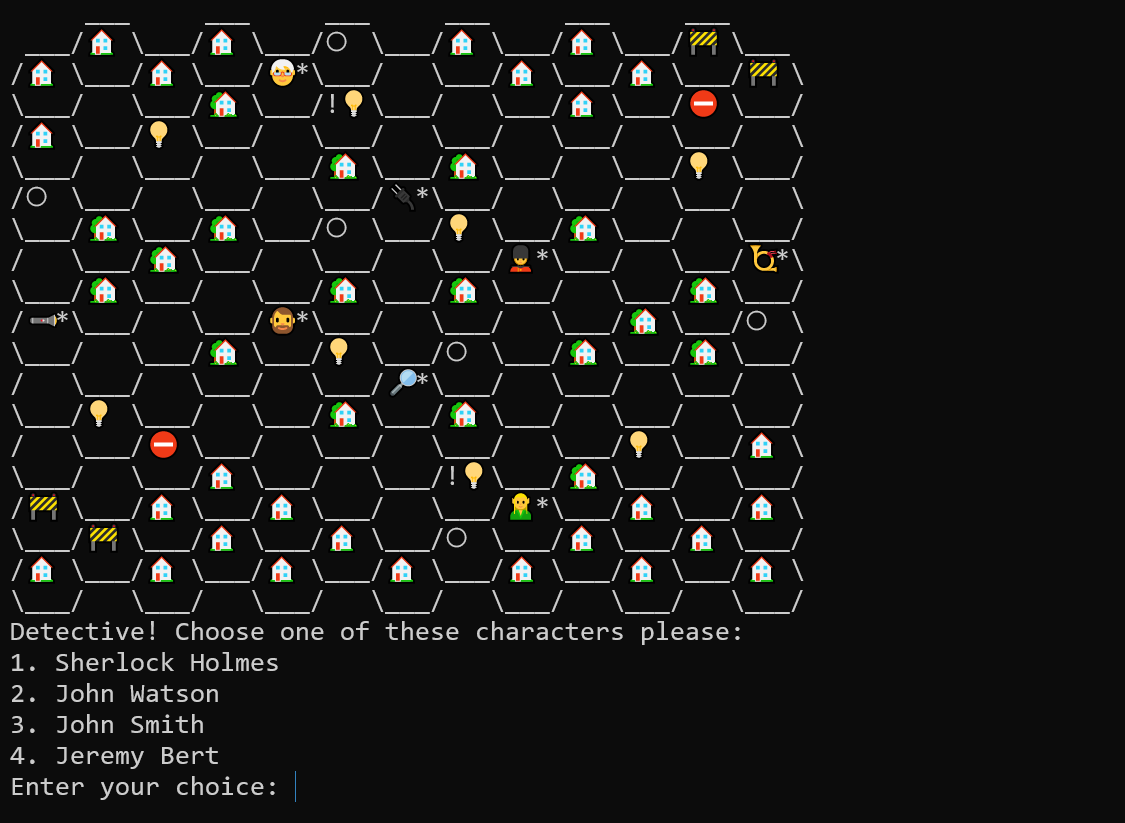 Detective! Choose one of these characters please:
1. Sherlock Holmes
2. John Watson
3. John Smith
4. Jeremy Bert
Enter your choice: